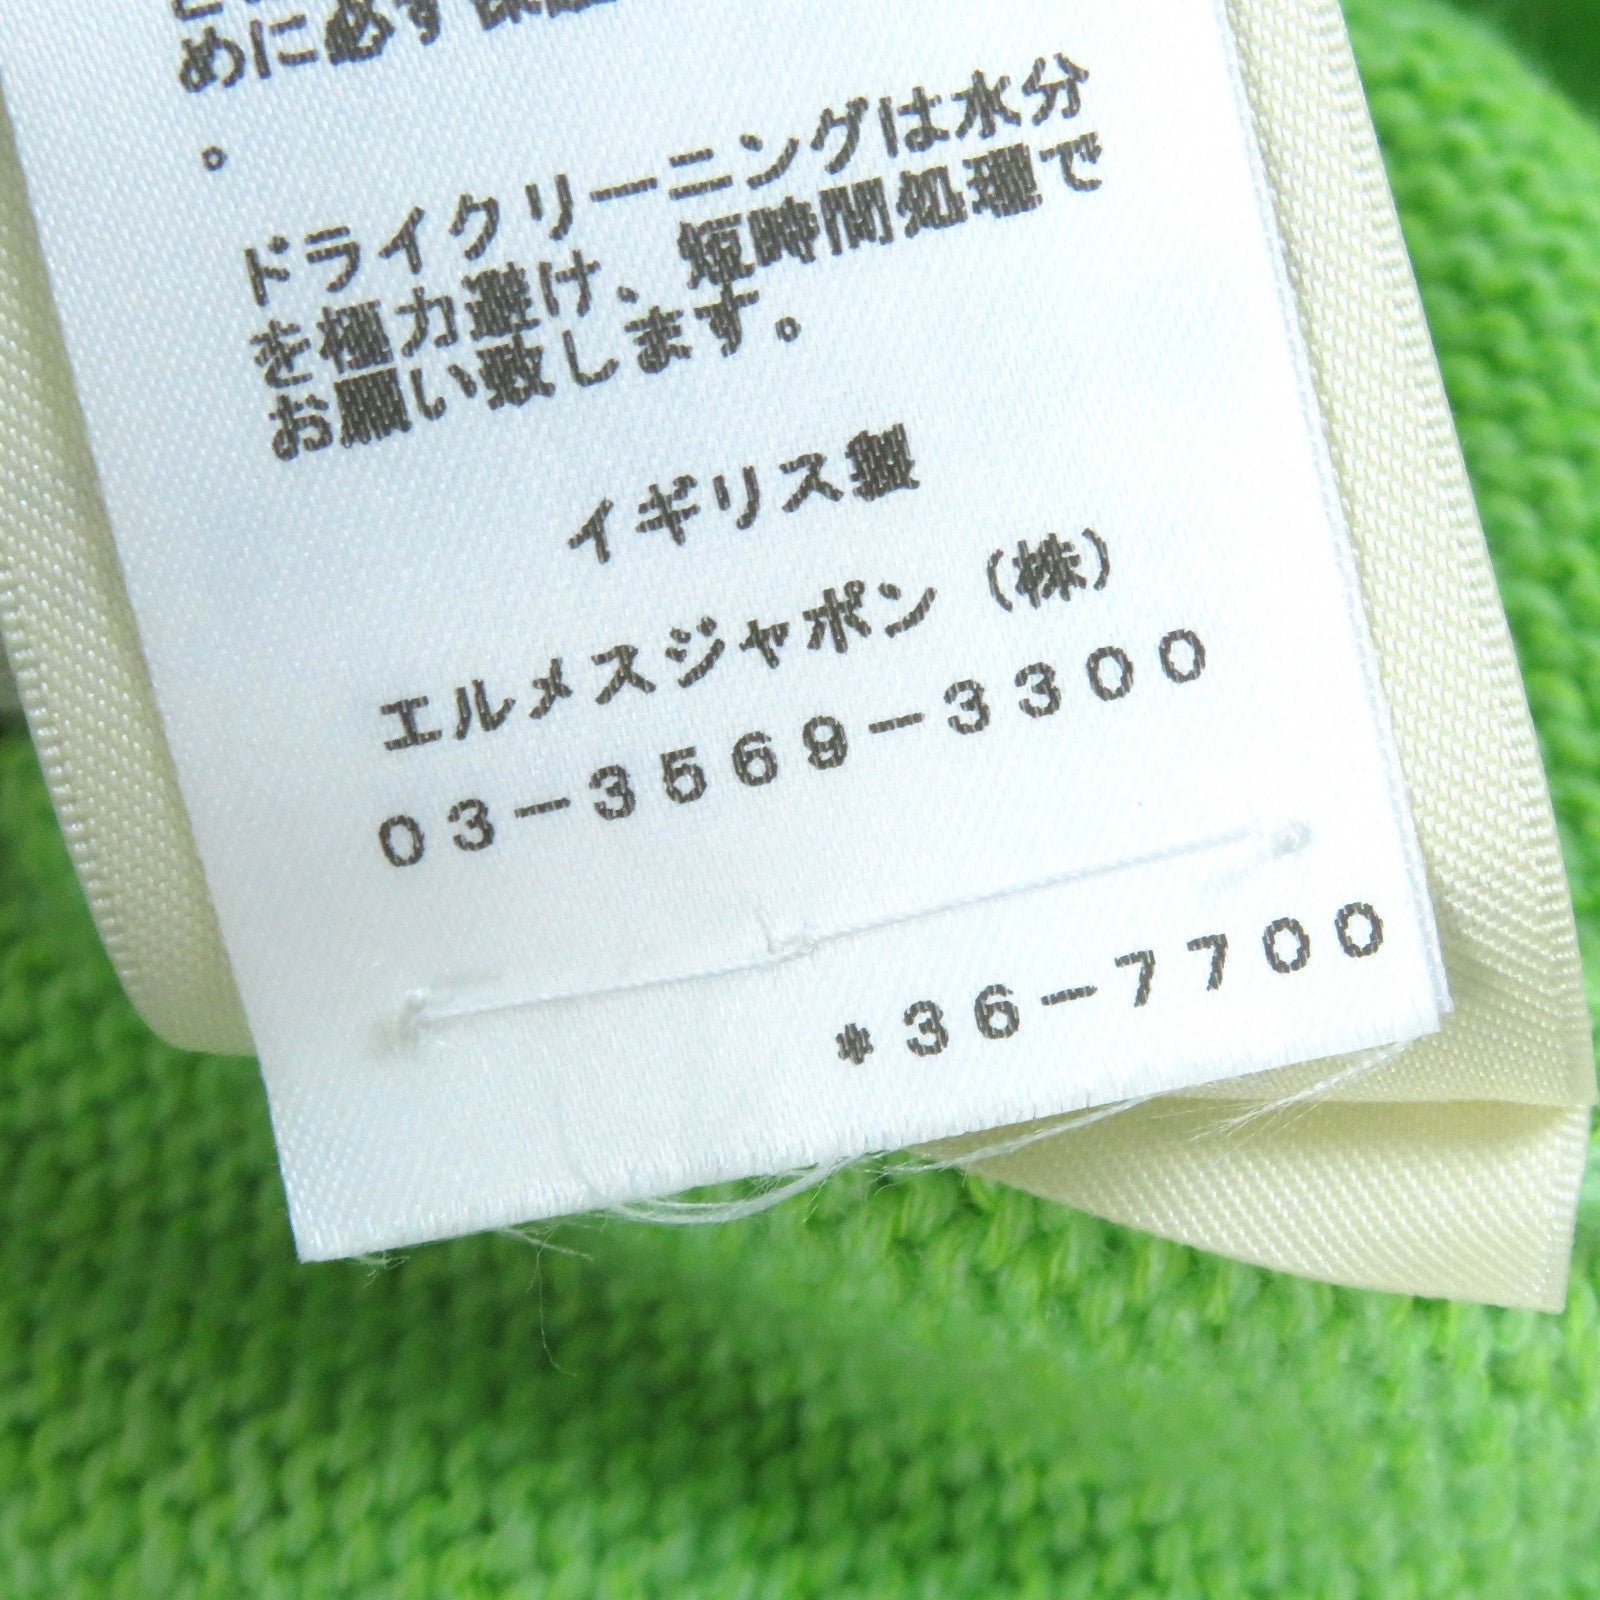 めに必ず
。
ドライクリーニングは水分
を極力避け、短時間処理で
お願い致します。
イギリス製
エルメスジャポン（株）
０３−３５６９−３３００
*３６−７７００